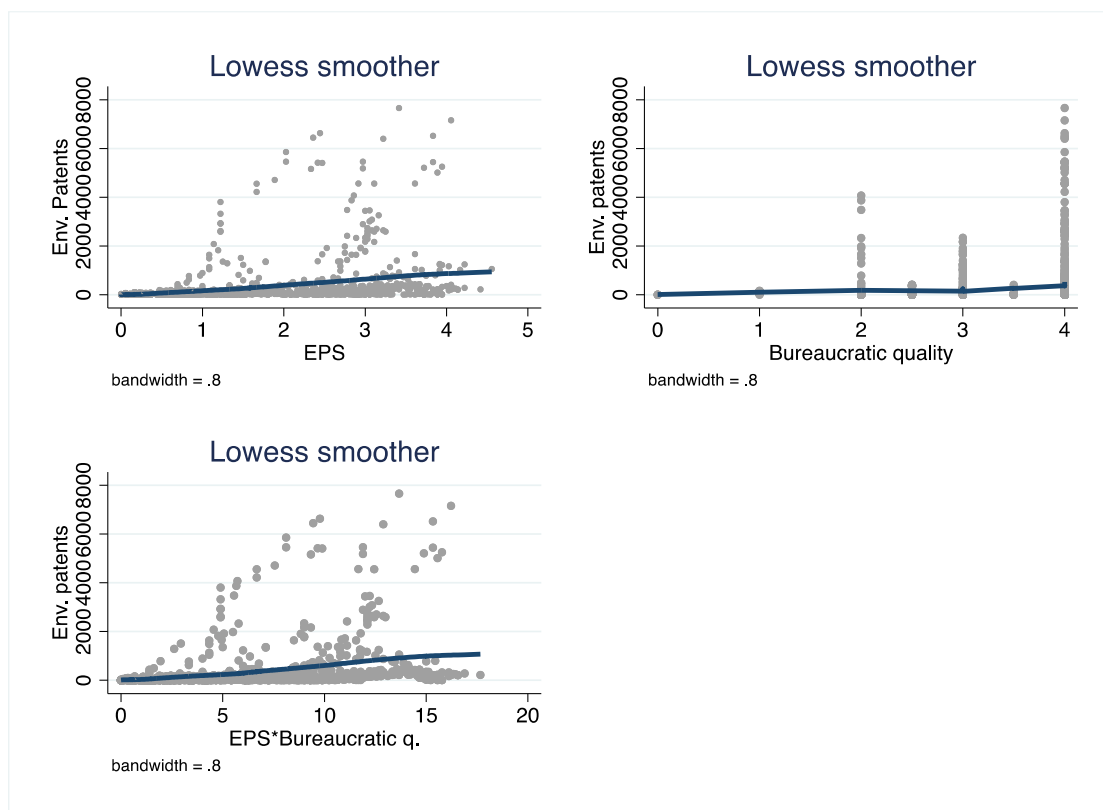 Lowess smoother
Env. Patents
0 2000 4000 6000 8000
0 1 2 3 4 5
EPS
bandwidth = .8
Lowess smoother
Env. patents
0 2000 4000 6000 8000
0 1 2 3 4
Bureaucratic quality
bandwidth = .8
Lowess smoother
Env. patents
0 2000 4000 6000 8000
0 5 10 15 20
EPS*Bureaucratic q.
bandwidth = .8